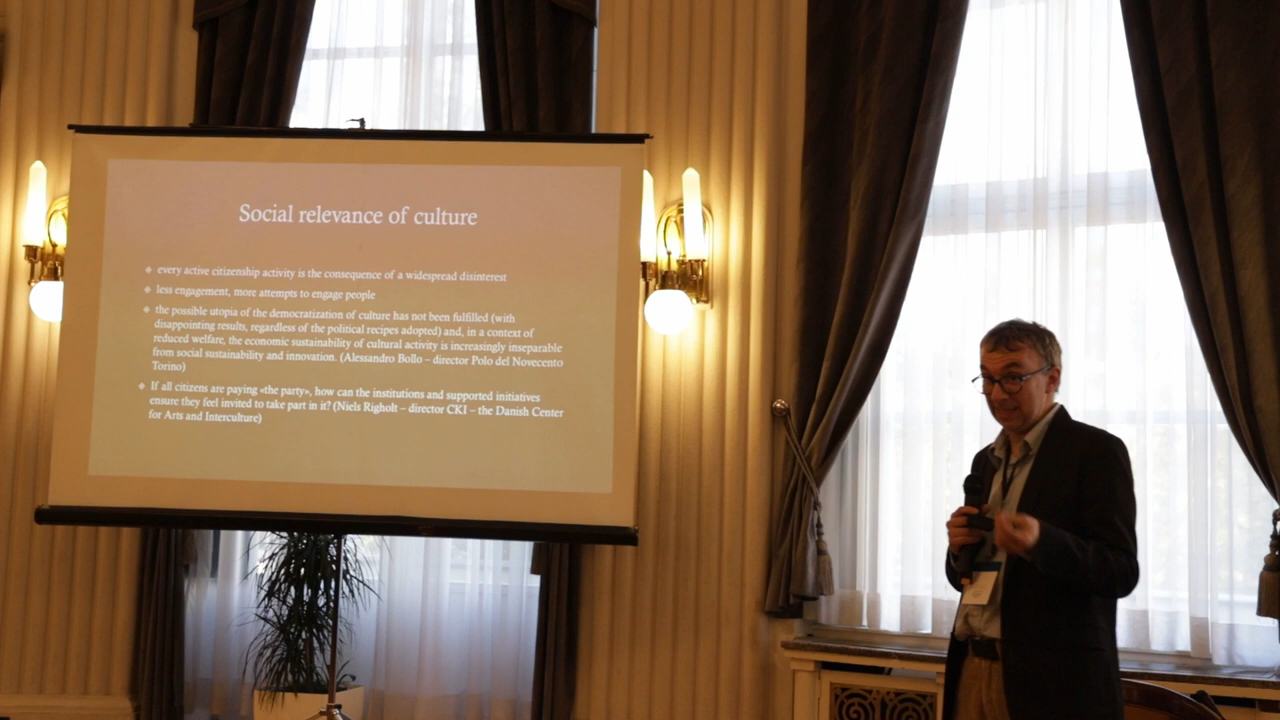 Social relevance of culture
❖ every active citizenship activity is the consequence of a widespread disinterest
❖ less engagement, more attempts to engage people
❖ the possible utopia of the democratization of culture has not been fulfilled (with
disappointing results, regardless of the political recipes adopted) and, in a context of
reduced welfare, the economic sustainability of cultural activity is increasingly inseparable
from social sustainability and innovation. (Alessandro Bollo – director Polo del Novecento
Torino)
❖ If all citizens are paying «the party», how can the institutions and supported initiatives
ensure they feel invited to take part in it? (Niels Righolt – director CKI – the Danish Center
for Arts and Interculture)